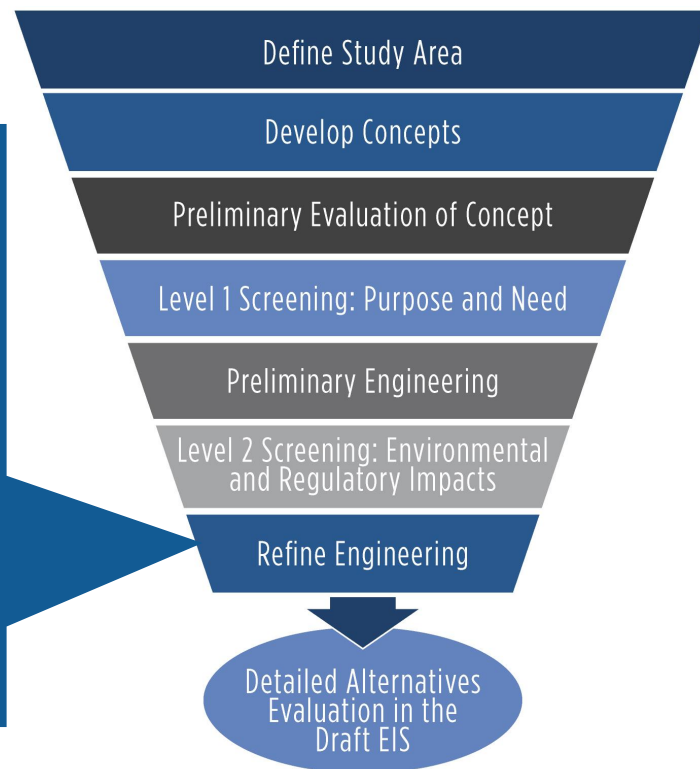 Define Study Area
Develop Concepts
Preliminary Evaluation of Concept
Level 1 Screening: Purpose and Need
Preliminary Engineering
Level 2 Screening: Environmental
and Regulatory Impacts
Refine Engineering
Detailed Alternatives
Evaluation in the
Draft EIS